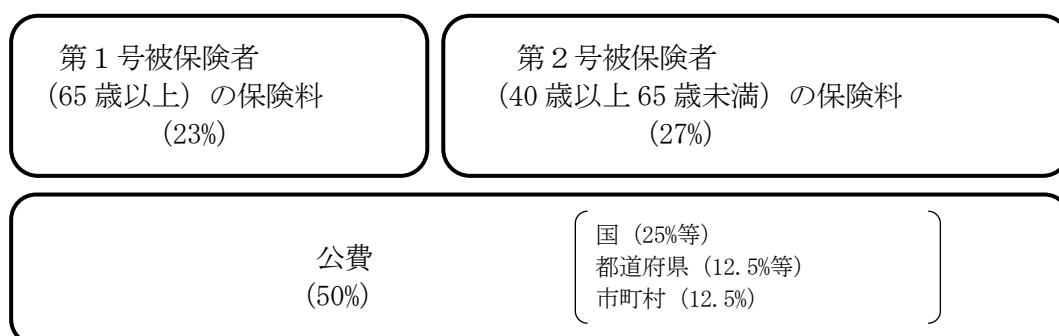 第１号被保険者
（65 歳以上）の保険料
(23%)
第２号被保険者
（40 歳以上 65 歳未満）の保険料
(27%)
公費
(50%)
国（25%等）
都道府県（12.5%等）
市町村（12.5%）